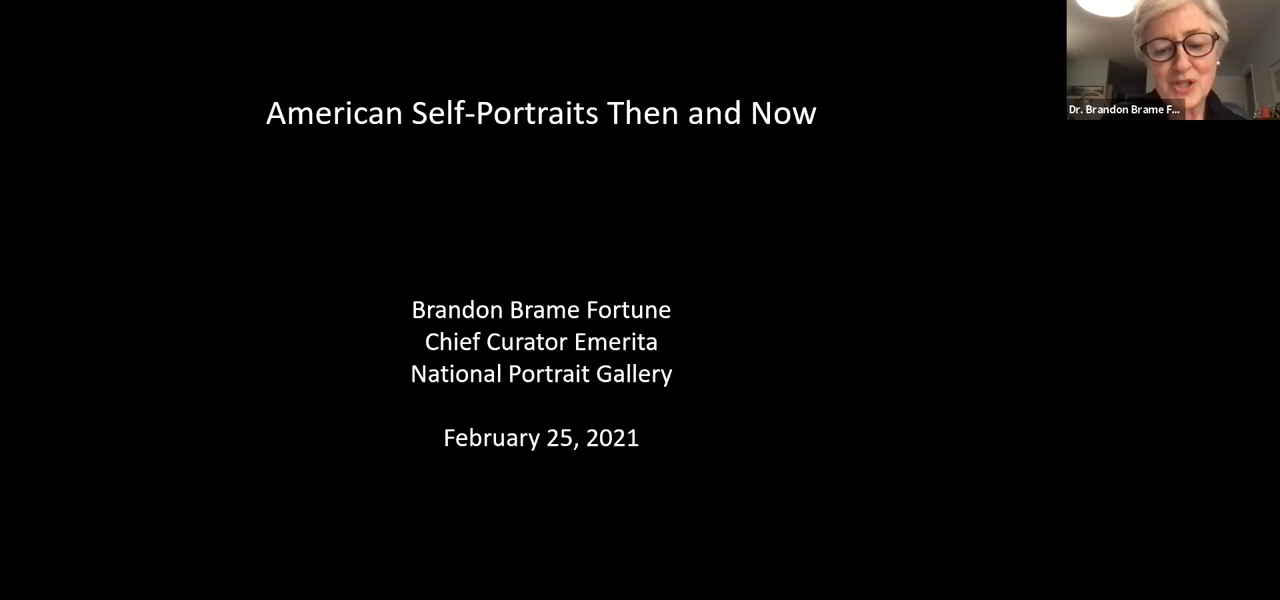 American Self-Portraits Then and Now
Dr. Brandon Brame F...
Brandon Brame Fortune
Chief Curator Emerita
National Portrait Gallery
February 25, 2021